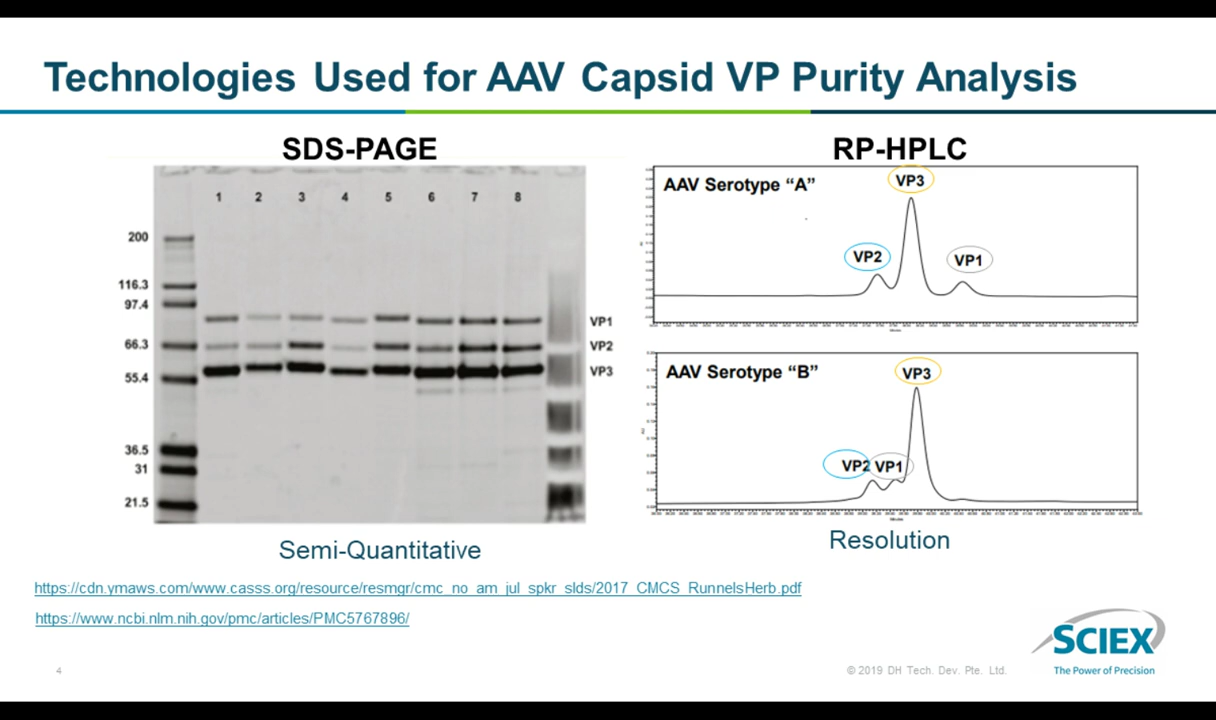 Technologies Used for AAV Capsid VP Purity Analysis
SDS-PAGE
1 2 3 4 5 6 7 8
200
116.3
97.4
66.3
55.4
36.5
31
21.5
VP1
VP2
VP3
Semi-Quantitative
RP-HPLC
AAV Serotype “A”
VP3
VP2
VP1
AAV Serotype “B”
VP3
VP2 VP1
Resolution
https://cdn.ymaws.com/www.casss.org/resource/resmgr/cmc_no_am_jul_spkr_slds/2017_CMCS_RunnelsHerb.pdf
https://www.ncbi.nlm.nih.gov/pmc/articles/PMC5767896/
4
© 2019 DH Tech. Dev. Pte. Ltd.
SCIEX
The Power of Precision